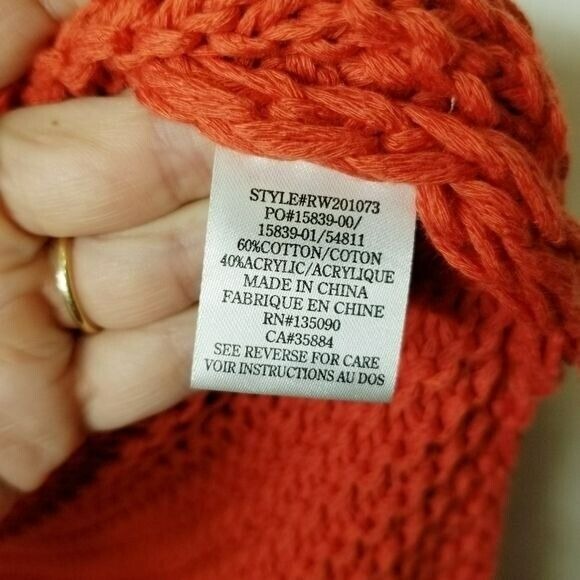 STYLE#RW201073
PO#15839-00/
15839-01/54811
60%COTTON/COTON
40%ACRYLIC/ACRYLIQUE
MADE IN CHINA
FABRIQUE EN CHINE
RN#135090
CA#35884
SEE REVERSE FOR CARE
VOIR INSTRUCTIONS AU DOS